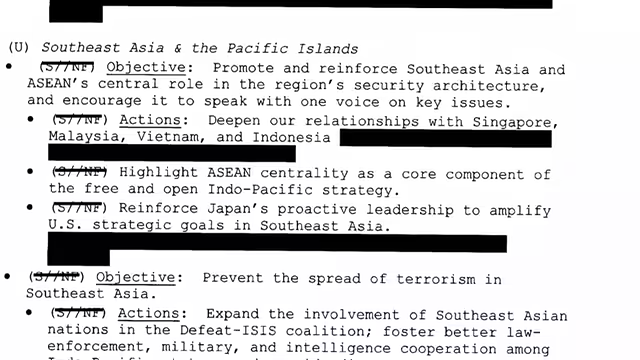 (U) Southeast Asia & the Pacific Islands
• (S//NF) Objective: Promote and reinforce Southeast Asia and
ASEAN's central role in the region's security architecture,
and encourage it to speak with one voice on key issues.
• (S//NF) Actions: Deepen our relationships with Singapore,
Malaysia, Vietnam, and Indonesia
• (S//NF) Highlight ASEAN centrality as a core component of
the free and open Indo-Pacific strategy.
• (S//NF) Reinforce Japan's proactive leadership to amplify
U.S. strategic goals in Southeast Asia.
• (S//NF) Objective: Prevent the spread of terrorism in
Southeast Asia.
• (S//NF) Actions: Expand the involvement of Southeast Asian
nations in the Defeat-ISIS coalition; foster better law-
enforcement, military, and intelligence cooperation among